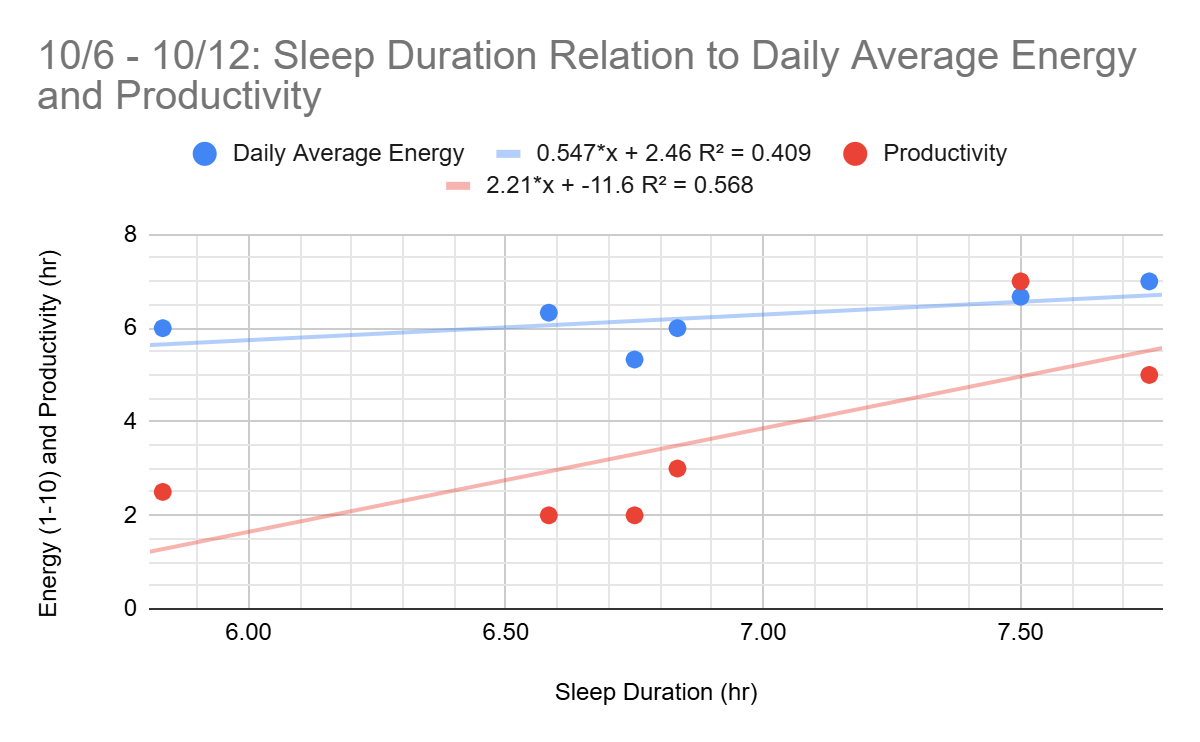 10/6 - 10/12: Sleep Duration Relation to Daily Average Energy
and Productivity
Daily Average Energy
0.547*x + 2.46 R² = 0.409
Productivity
2.21*x + -11.6 R² = 0.568
Energy (1-10) and Productivity (hr)
8
6
4
2
0
6.00
6.50
7.00
7.50
Sleep Duration (hr)